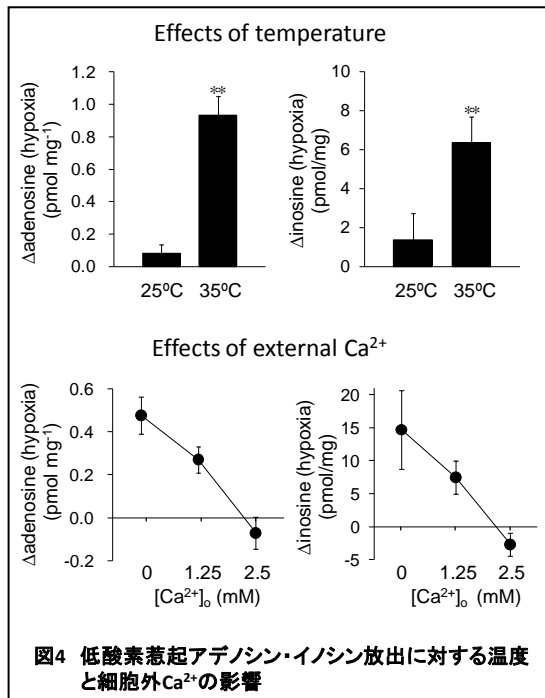 Effects of temperature
Δadenosine (hypoxia)
(pmol mg⁻¹)
1.2
1.0
0.8
0.6
0.4
0.2
0.0
**
25ºC 35ºC
Δinosine (hypoxia)
(pmol/mg)
10
8
6
4
2
0
**
25ºC 35ºC
Effects of external Ca²⁺
Δadenosine (hypoxia)
(pmol mg⁻¹)
0.6
0.4
0.2
0.0
-0.2
0 1.25 2.5
[Ca²⁺]ₒ (mM)
Δinosine (hypoxia)
(pmol/mg)
20
15
10
5
0
-5
0 1.25 2.5
[Ca²⁺]ₒ (mM)
図4 低酸素惹起アデノシン・イノシン放出に対する温度
と細胞外Ca²⁺の影響